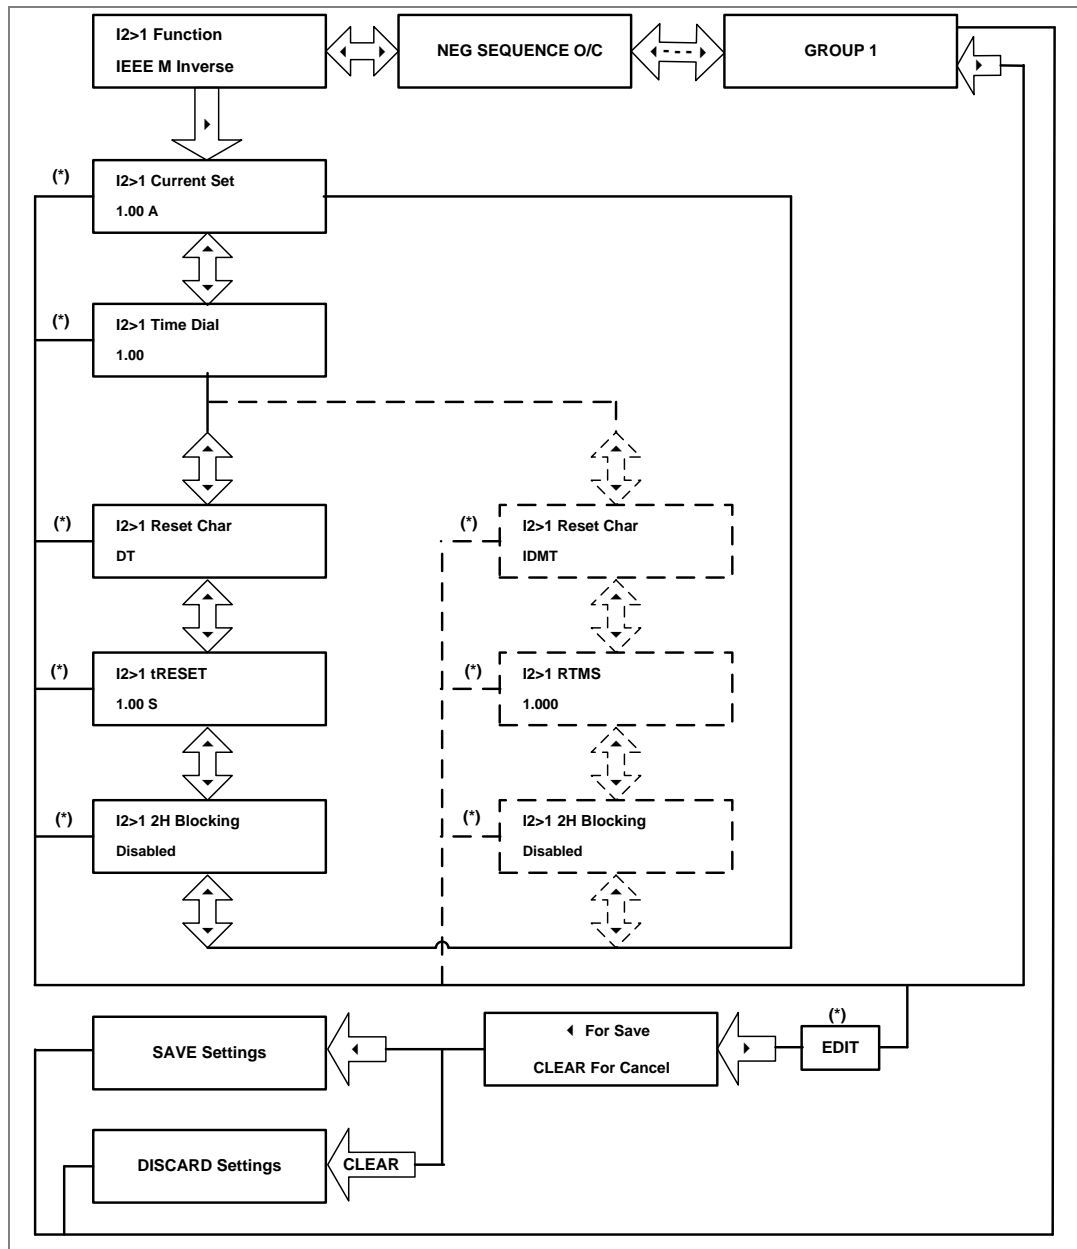 I2>1 Function
IEEE M Inverse
NEG SEQUENCE O/C
GROUP 1
(*)
I2>1 Current Set
1.00 A
(*)
I2>1 Time Dial
1.00
(*)
I2>1 Reset Char
DT
(*)
I2>1 Reset Char
IDMT
(*)
I2>1 tRESET
1.00 S
(*)
I2>1 RTMS
1.000
(*)
I2>1 2H Blocking
Disabled
(*)
I2>1 2H Blocking
Disabled
SAVE Settings
For Save
CLEAR For Cancel
(*)
EDIT
DISCARD Settings
CLEAR